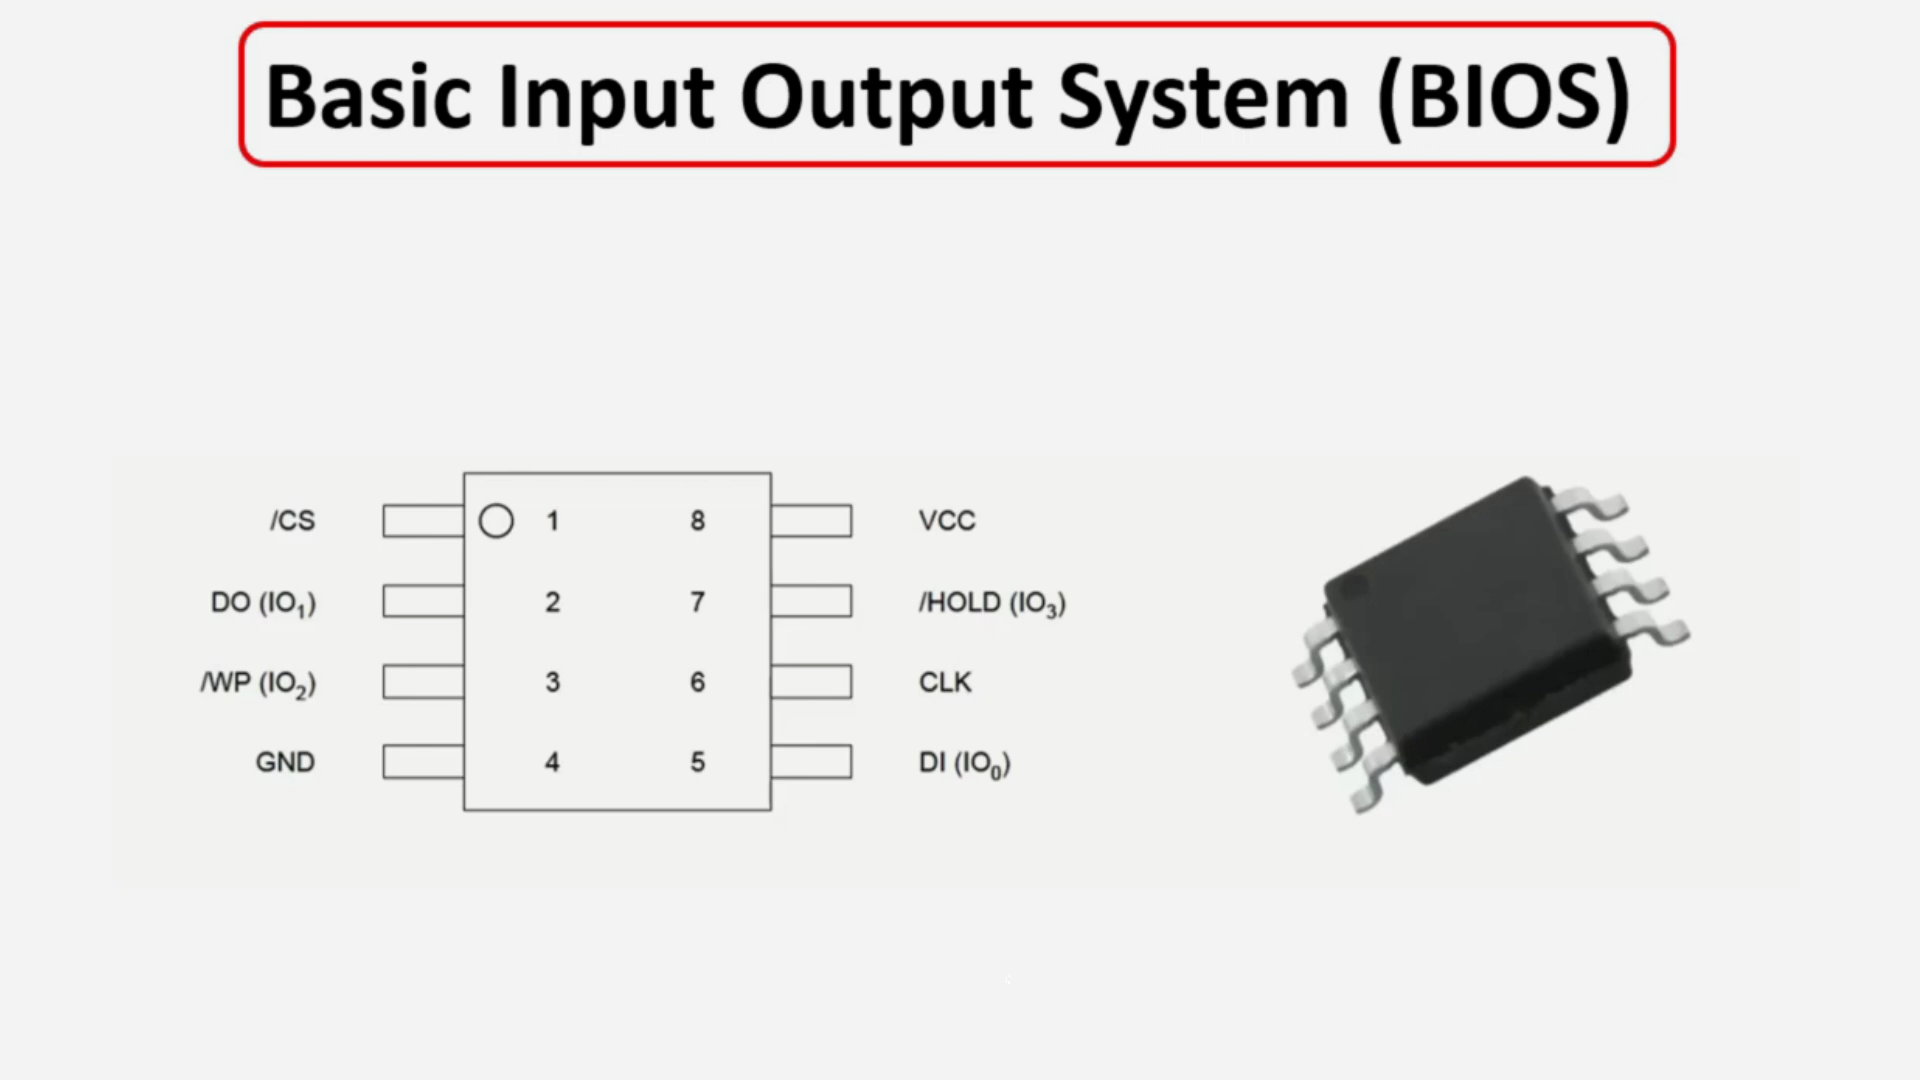 Basic Input Output System (BIOS)
/CS 1 8 VCC
DO (IO₁) 2 7 /HOLD (IO₃)
/WP (IO₂) 3 6 CLK
GND 4 5 DI (IO₀)